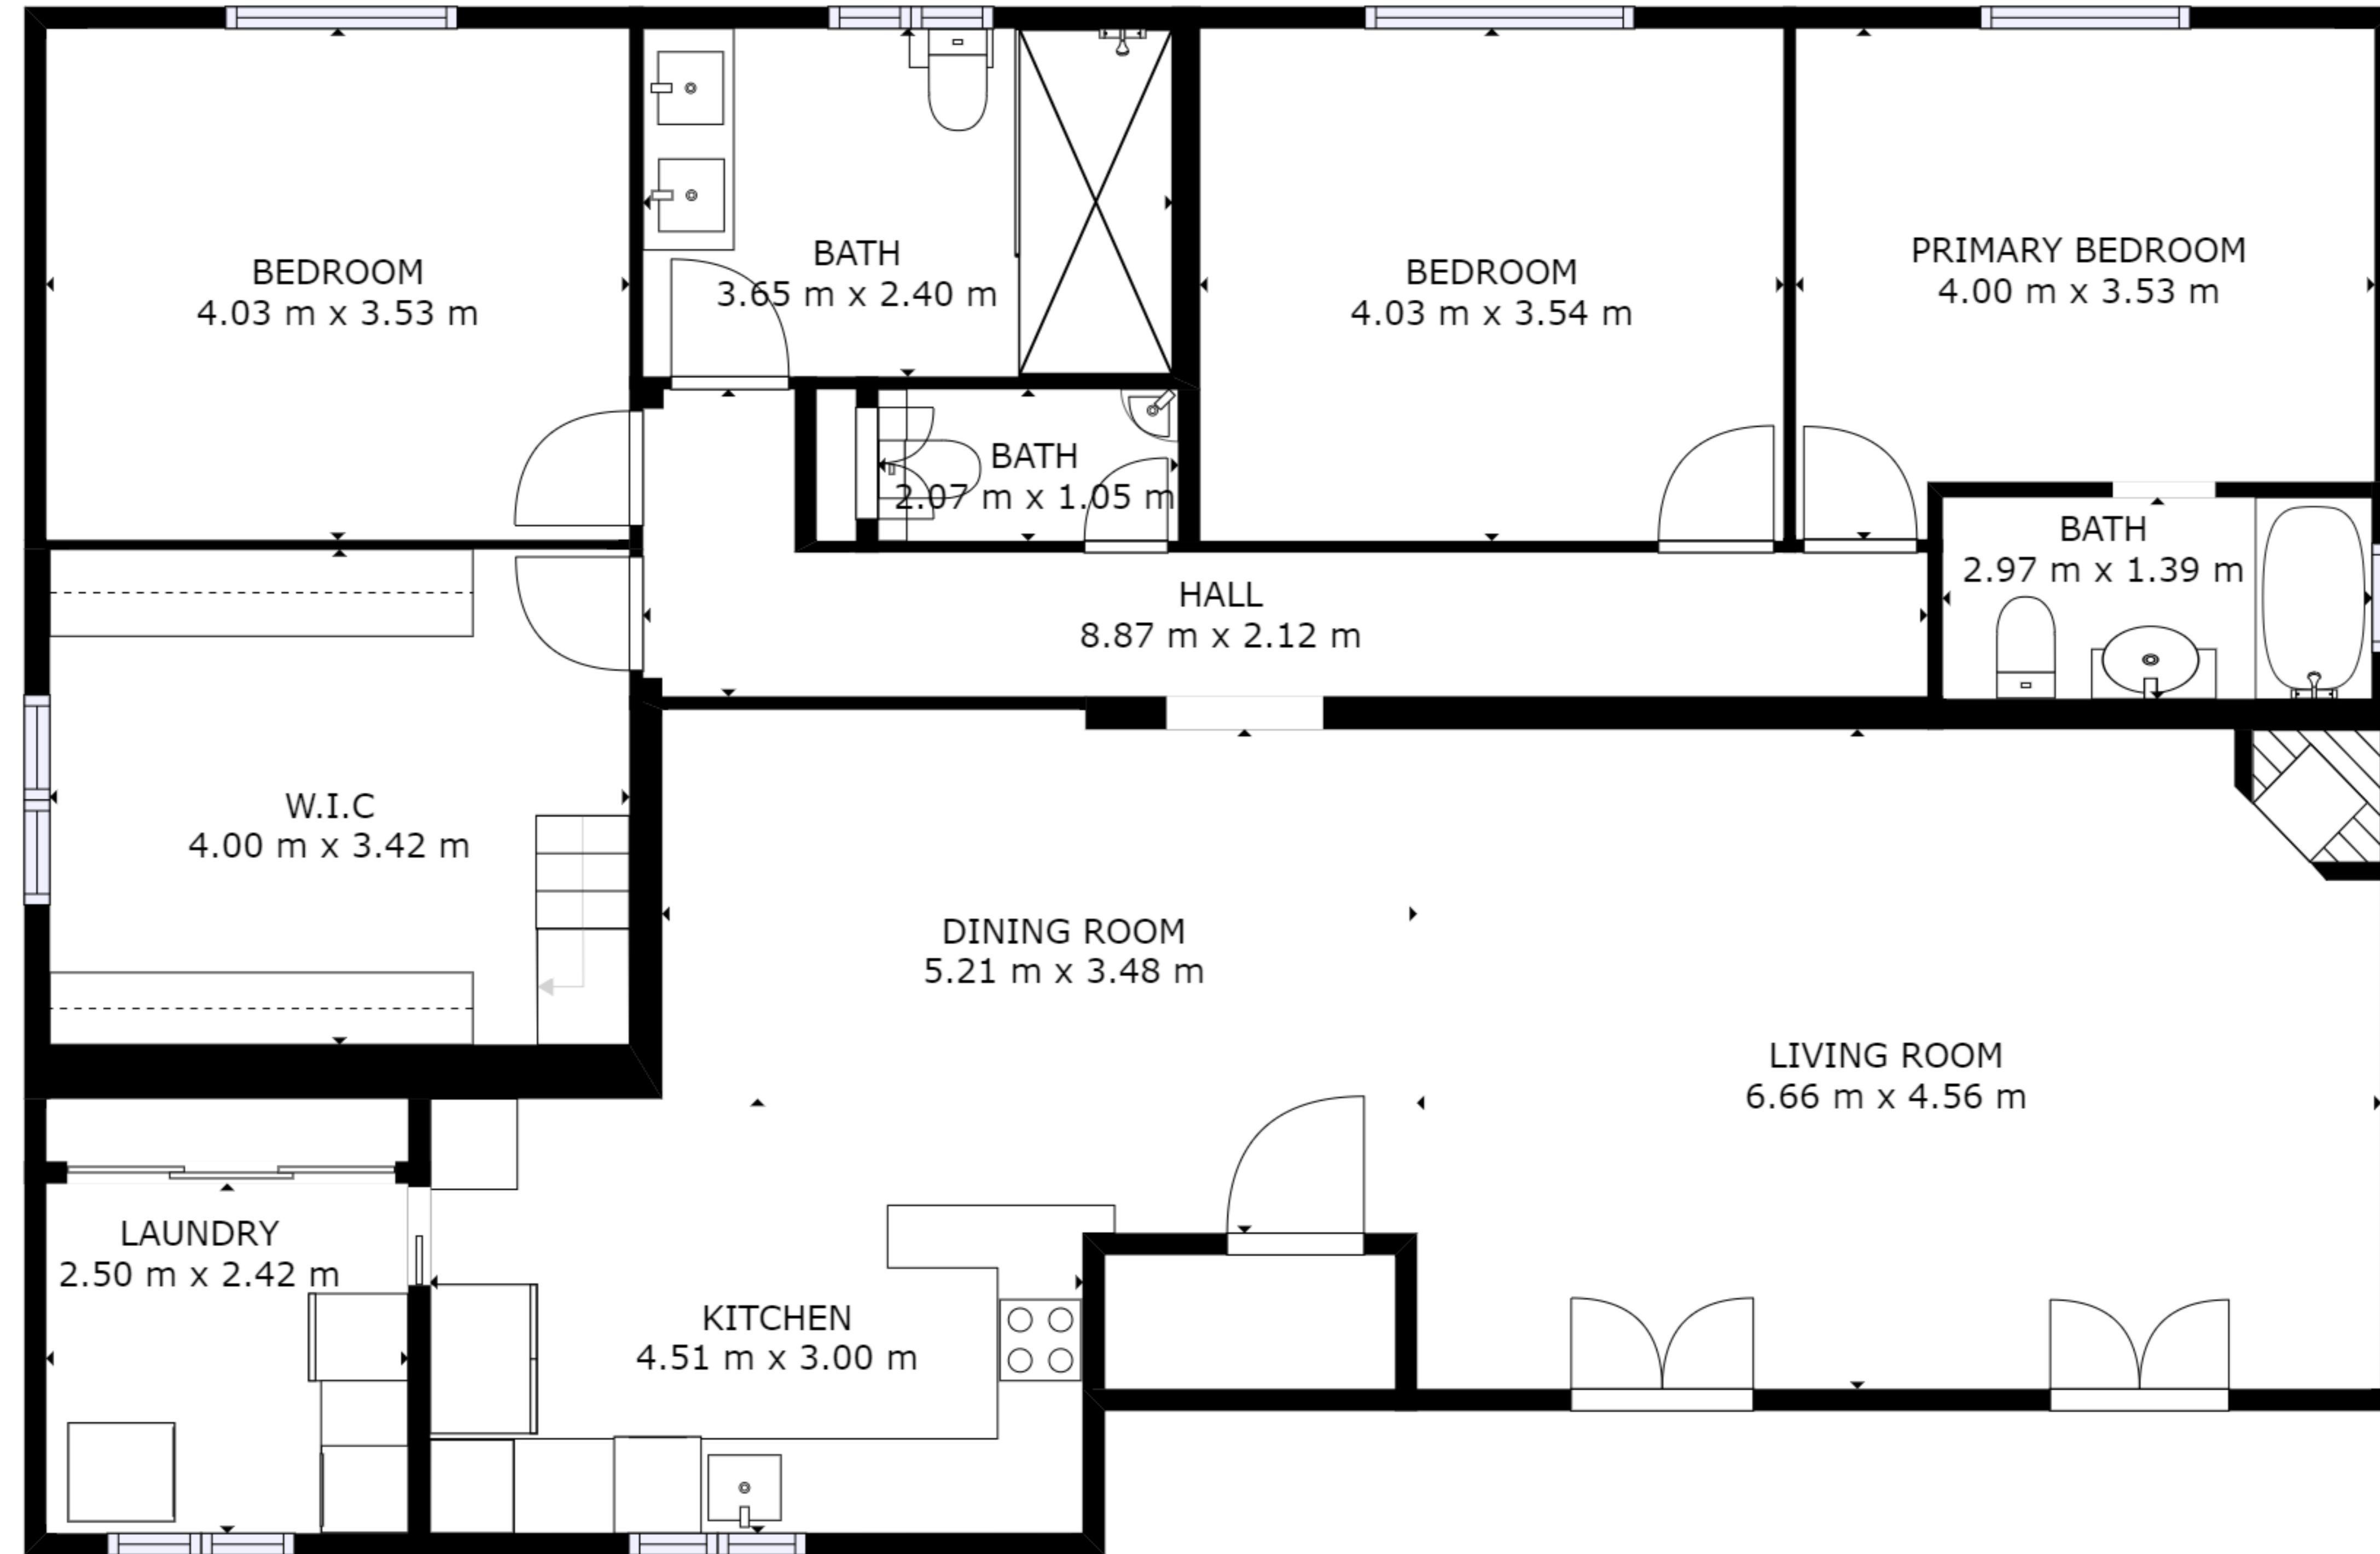 BEDROOM
4.03 m x 3.53 m
BATH
3.65 m x 2.40 m
BEDROOM
4.03 m x 3.54 m
PRIMARY BEDROOM
4.00 m x 3.53 m
BATH
2.07 m x 1.05 m
BATH
2.97 m x 1.39 m
HALL
8.87 m x 2.12 m
W.I.C
4.00 m x 3.42 m
DINING ROOM
5.21 m x 3.48 m
LIVING ROOM
6.66 m x 4.56 m
LAUNDRY
2.50 m x 2.42 m
KITCHEN
4.51 m x 3.00 m